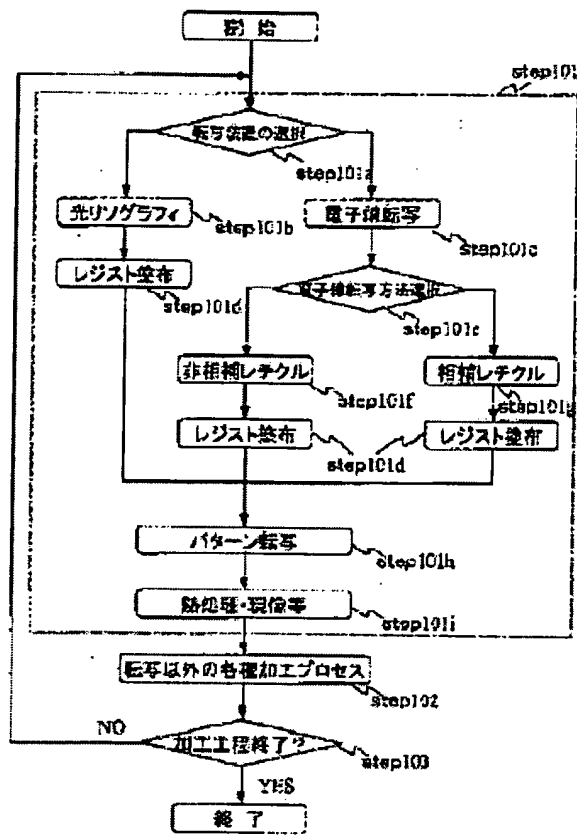 開始
step101
転写装置の選択
step101a
光リソグラフィ
step101b
電子線転写
step101c
レジスト塗布
step101d
電子線転写方法選択
step101e
非相補レチクル
step101f
相補レチクル
step101g
レジスト塗布
step101d
レジスト塗布
パターン転写
step101h
熱処理・現像等
step101i
転写以外の各種加工プロセス
step102
NO
加工工程終了?
step103
YES
終了